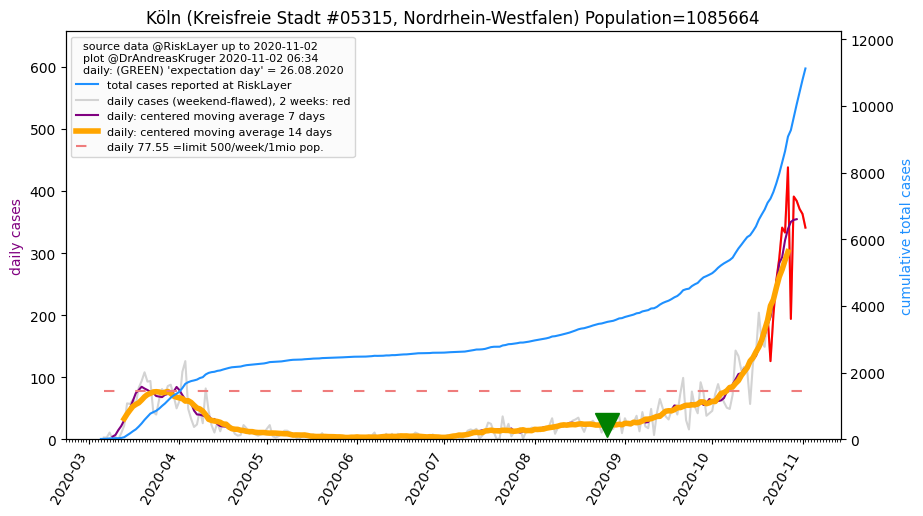 Köln (Kreisfreie Stadt #05315, Nordrhein-Westfalen) Population=1085664
source data @RiskLayer up to 2020-11-02
plot @DrAndreasKruger 2020-11-02 06:34
daily: (GREEN) 'expectation day' = 26.08.2020
total cases reported at RiskLayer
daily cases (weekend-flawed), 2 weeks: red
daily: centered moving average 7 days
daily: centered moving average 14 days
daily 77.55 =limit 500/week/1mio pop.
daily cases
600
500
400
300
200
100
0
12000
10000
8000
6000
4000
2000
0
cumulative total cases
2020-03
2020-04
2020-05
2020-06
2020-07
2020-08
2020-09
2020-10
2020-11